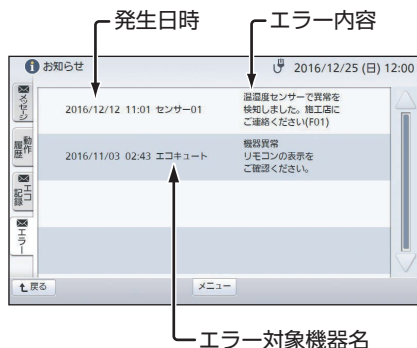 発生日時
エラー内容
お知らせ
2016/12/25 (日) 12:00
メッセージ
動作
履歴
エコ
記録
エラー
2016/12/12 11:01 センサー01
温湿度センサーで異常を
検知しました。施工店に
ご連絡ください(F01)
2016/11/03 02:43 エコキュート
機器異常
リモコンの表示を
ご確認ください。
戻る
メニュー
エラー対象機器名